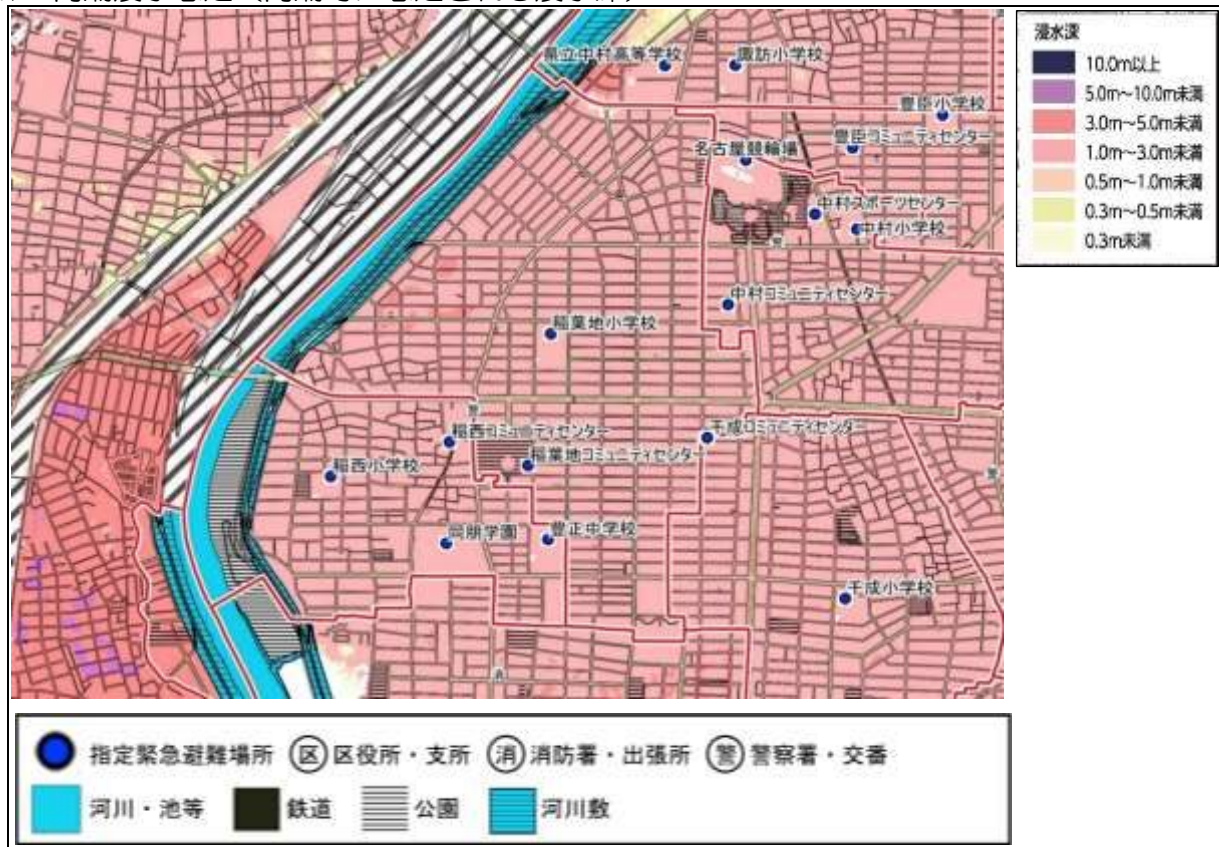 浸水深
10.0m以上
5.0m～10.0m未満
3.0m～5.0m未満
1.0m～3.0m未満
0.5m～1.0m未満
0.3m～0.5m未満
0.3m未満
県立中村高等学校
諏訪小学校
豊臣小学校
豊臣コミュニティセンター
名古屋競輪場
中村スポーツセンター
中村小学校
中村コミュニティセンター
稲葉地小学校
稲西コミュニティセンター
千成コミュニティセンター
稲葉地コミュニティセンター
稲西小学校
同朋学園
豊正中学校
千成小学校
指定緊急避難場所
区 区役所・支所
消 消防署・出張所
警 警察署・交番
河川・池等
鉄道
公園
河川敷